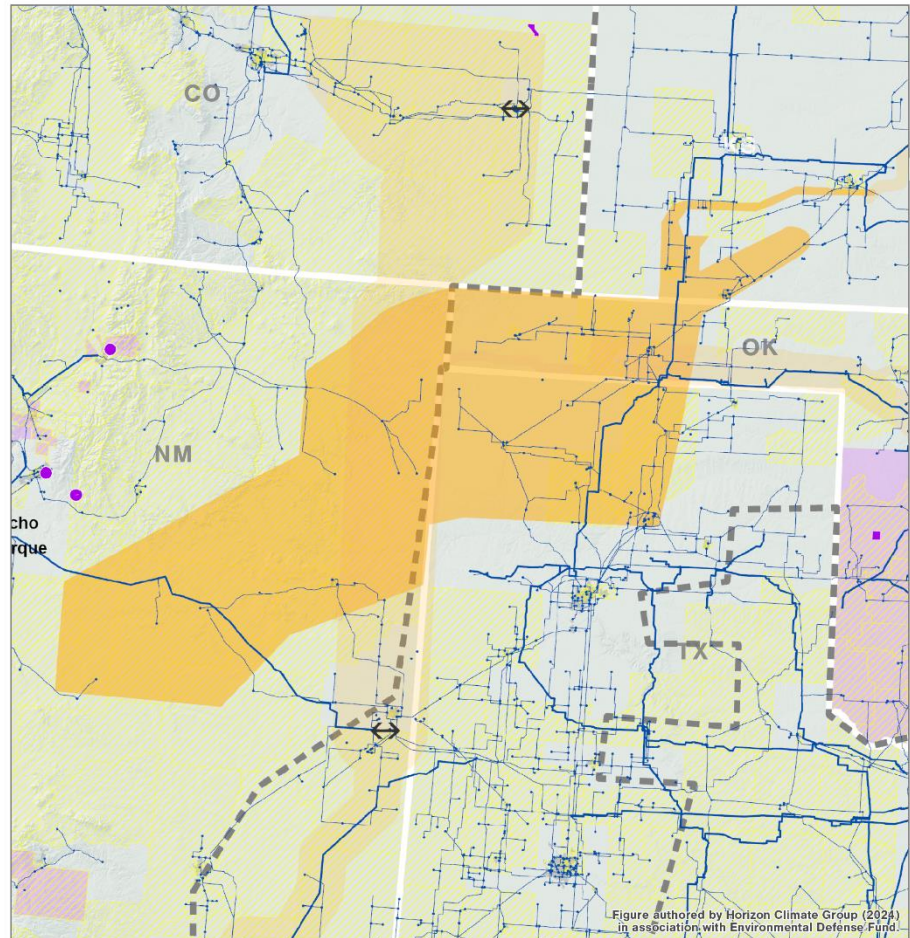 CO
KS
OK
NM
cho
rque
TX
Figure authored by Horizon Climate Group (2024)
in association with Environmental Defense Fund.